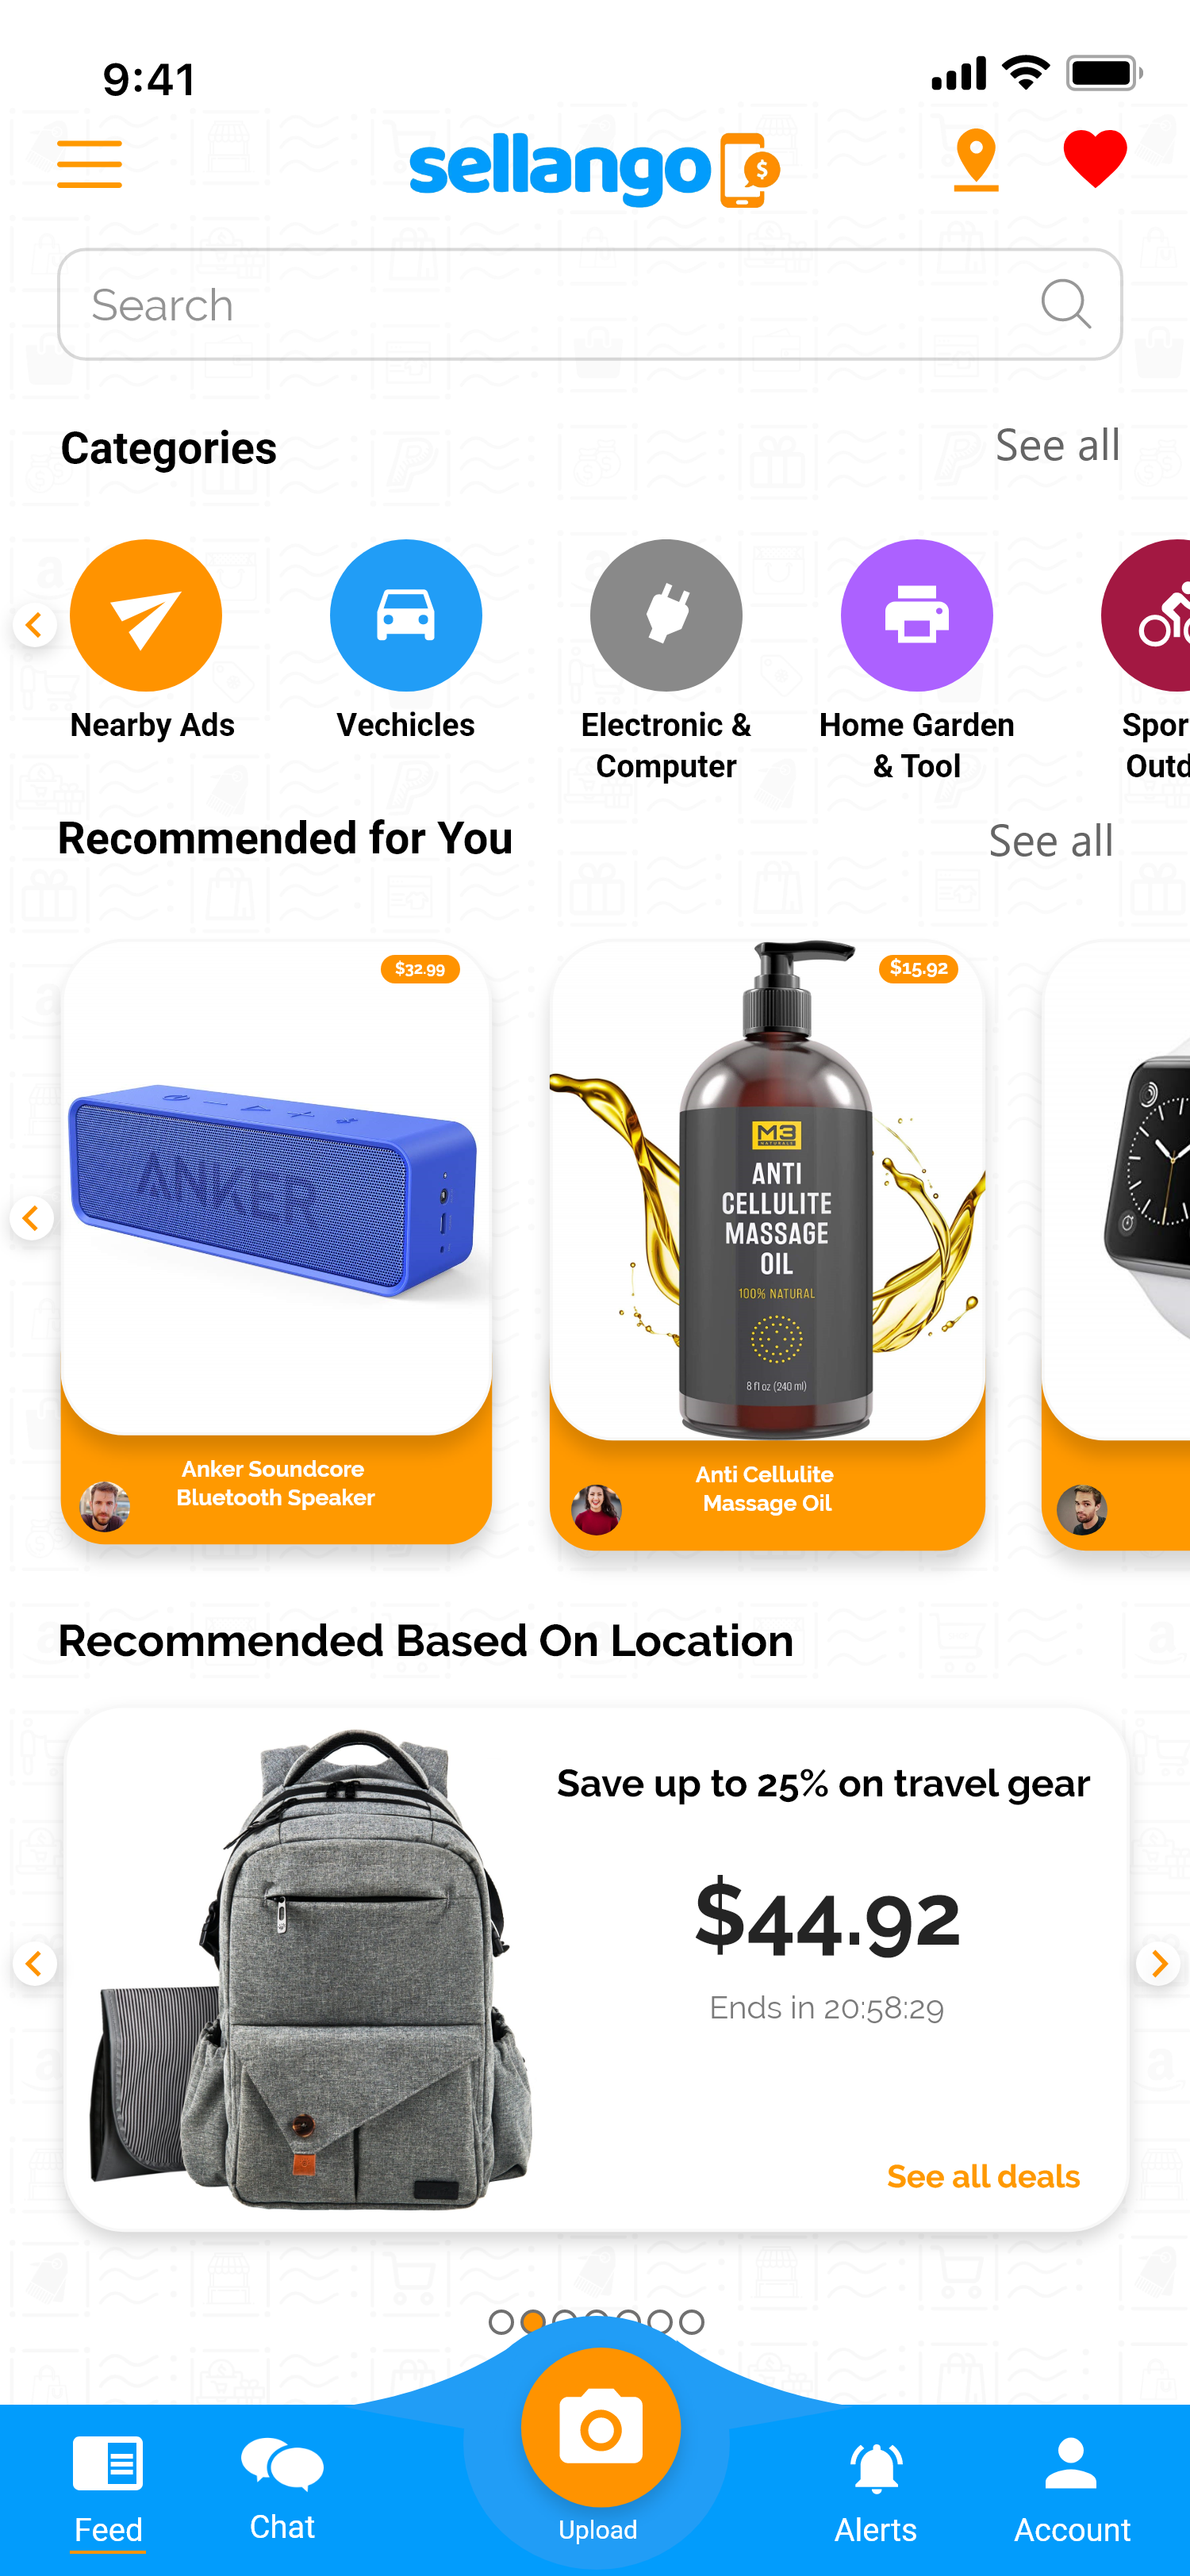 9:41
sellango
$
Search
Categories
See all
Nearby Ads
Vechicles
Electronic &
Computer
Home Garden
& Tool
Spor
Outd
Recommended for You
See all
$32.99
ANKER
$15.92
M3
NATURALS
ANTI
CELLULITE
MASSAGE
OIL
100% NATURAL
8 fl oz (240 ml)
Anker Soundcore
Bluetooth Speaker
Anti Cellulite
Massage Oil
Recommended Based On Location
Save up to 25% on travel gear
$44.92
Ends in 20:58:29
See all deals
Feed
Chat
Upload
Alerts
Account